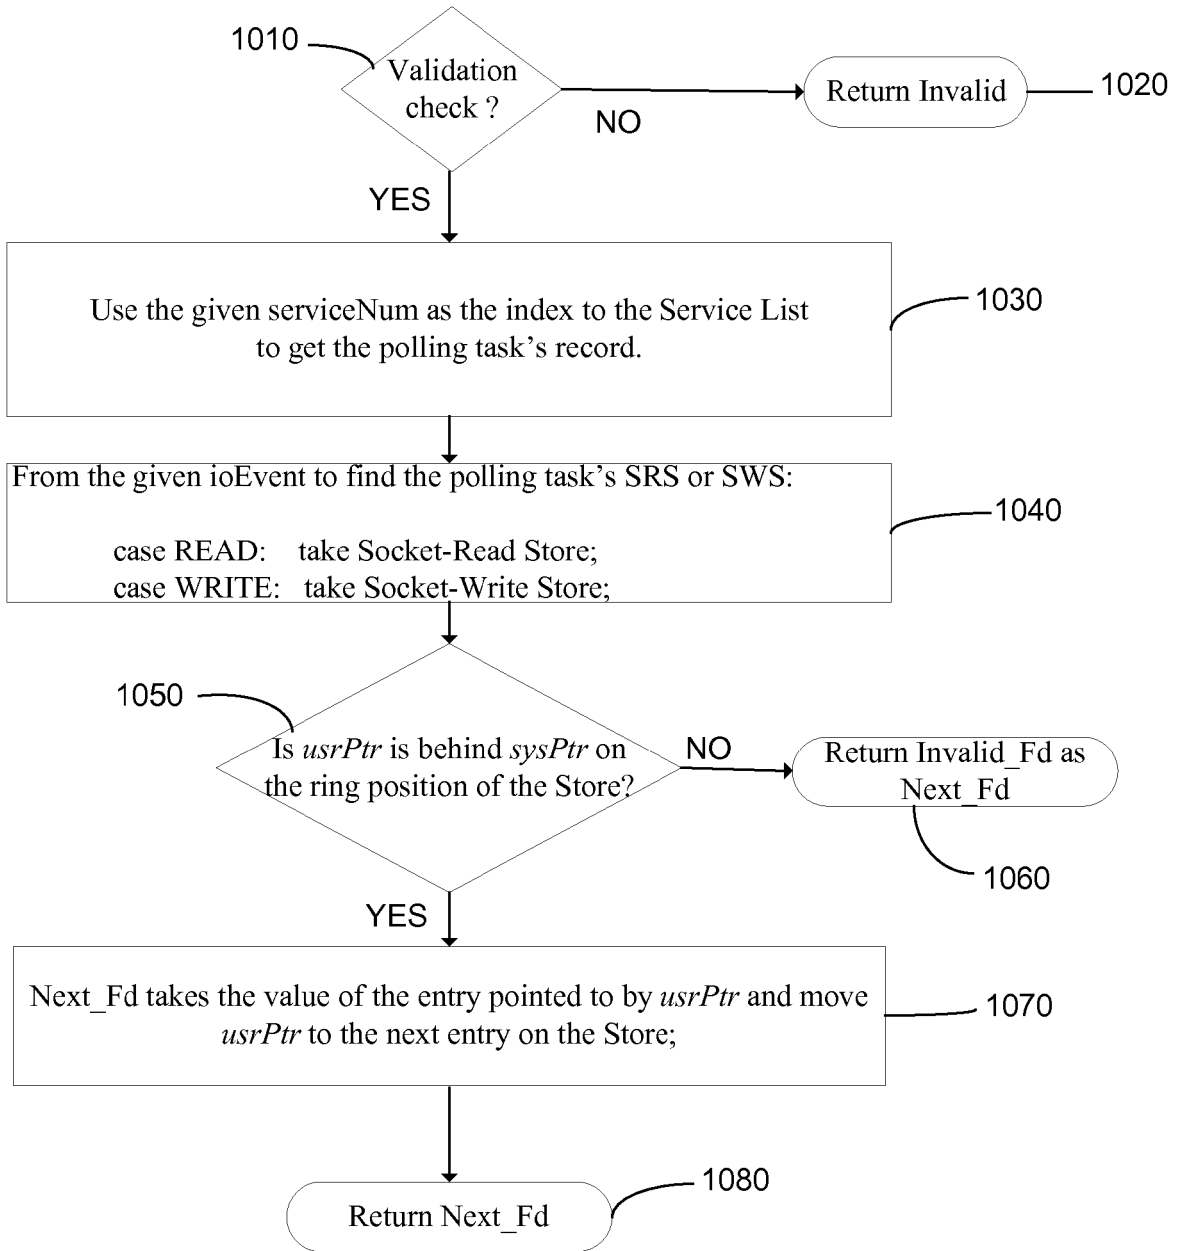 1010
Validation
check ?
NO
Return Invalid
1020
YES
Use the given serviceNum as the index to the Service List
to get the polling task’s record.
1030
From the given ioEvent to find the polling task’s SRS or SWS:
case READ: take Socket-Read Store;
case WRITE: take Socket-Write Store;
1040
1050
Is usrPtr is behind sysPtr on
the ring position of the Store?
NO
Return Invalid_Fd as
Next_Fd
1060
YES
Next_Fd takes the value of the entry pointed to by usrPtr and move
usrPtr to the next entry on the Store;
1070
Return Next_Fd
1080